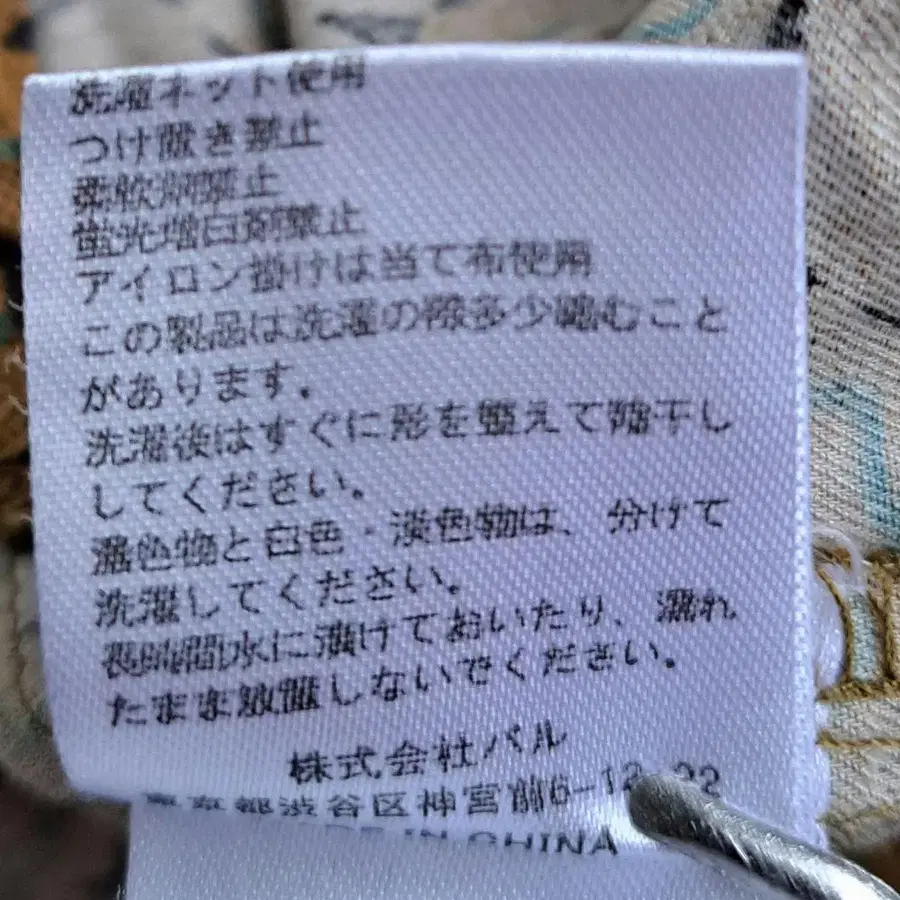 洗濯ネット使用
つけ置き禁止
柔軟剤禁止
蛍光増白剤禁止
アイロン掛けは当て布使用
この製品は洗濯の際多少縮むこと
があります。
洗濯後はすぐに形を整えて陰干し
してください。
濃色物と白色・淡色物は、分けて
洗濯してください。
長時間水に漬けておいたり、濡れ
たまま放置しないでください。
株式会社パル
東京都渋谷区神宮前6-12-22
MADE IN CHINA